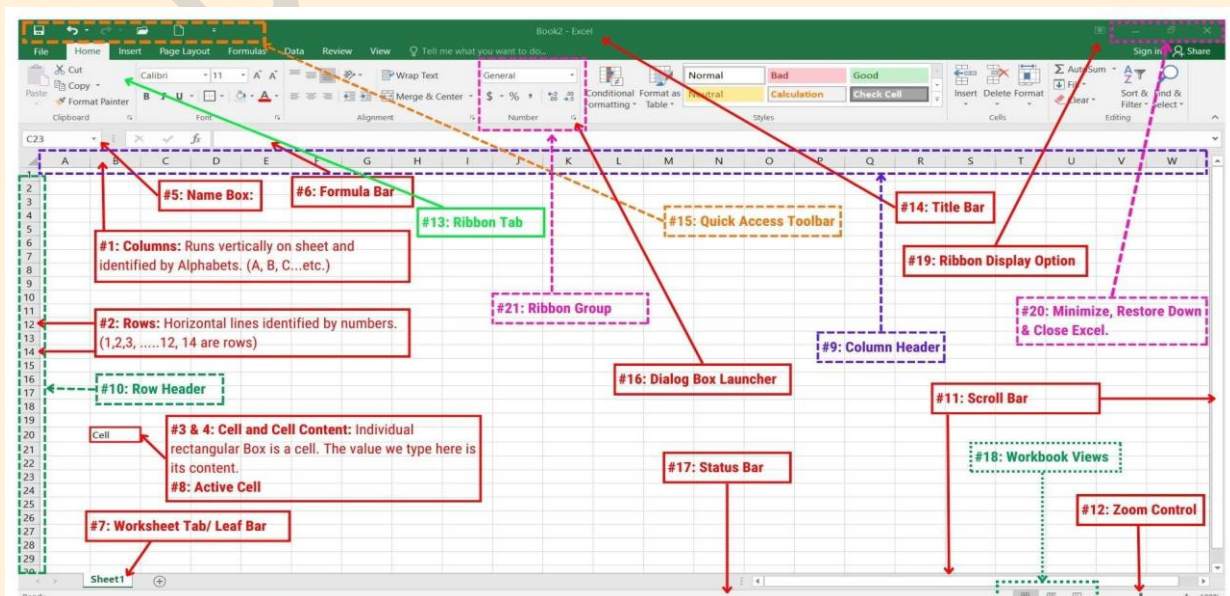 Book2 - Excel
File Home Insert Page Layout Formulas Data Review View Tell me what you want to do... Sign in Share
Cut
Copy
Format Painter
Paste
Calibri 11
B I U
Wrap Text
Merge & Center
General
$ % ,
Conditional Formatting
Format as Table
Normal Bad Good
Neutral Calculation Check Cell
Insert Delete Format
AutoSum
Fill
Clear
Sort & Filter
Find & Select
Clipboard Font Alignment Number Styles Cells Editing
C23 fx
A B C D E F G H I J K L M N O P Q R S T U V W
1
2
3
4
5
6
7
8
9
10
11
12
13
14
15
16
17
18
19
20
21
22
23
24
25
26
27
28
29
30
#5: Name Box:
#6: Formula Bar
#13: Ribbon Tab
#15: Quick Access Toolbar
#14: Title Bar
#1: Columns: Runs vertically on sheet and
identified by Alphabets. (A, B, C...etc.)
#19: Ribbon Display Option
#21: Ribbon Group
#20: Minimize, Restore Down
& Close Excel.
#2: Rows: Horizontal lines identified by numbers.
(1,2,3, .....12, 14 are rows)
#9: Column Header
#10: Row Header
#16: Dialog Box Launcher
#11: Scroll Bar
Cell
#3 & 4: Cell and Cell Content: Individual
rectangular Box is a cell. The value we type here is
its content.
#8: Active Cell
#17: Status Bar
#18: Workbook Views
#12: Zoom Control
#7: Worksheet Tab/ Leaf Bar
Sheet1